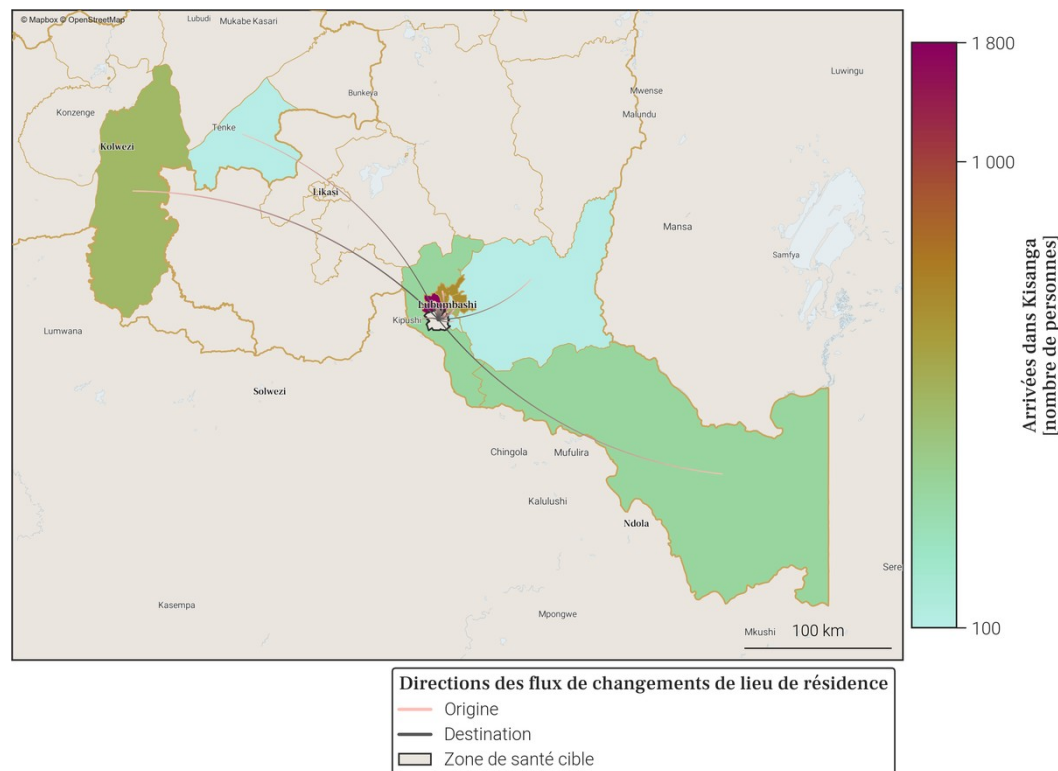 © Mapbox © OpenStreetMap
Lubudi
Mukabe Kasari
Luwingu
Konzenge
Bunkeya
Mwense
Malundu
Tenke
Kolwezi
Likasi
Mansa
Samfya
Lubumbashi
Kipushi
Lumwana
Solwezi
Chingola
Mufulira
Kalulushi
Ndola
Sere
Kasempa
Mpongwe
Mkushi
100 km
1 800
1 000
100
Arrivées dans Kisanga
[nombre de personnes]
Directions des flux de changements de lieu de résidence
Origine
Destination
Zone de santé cible